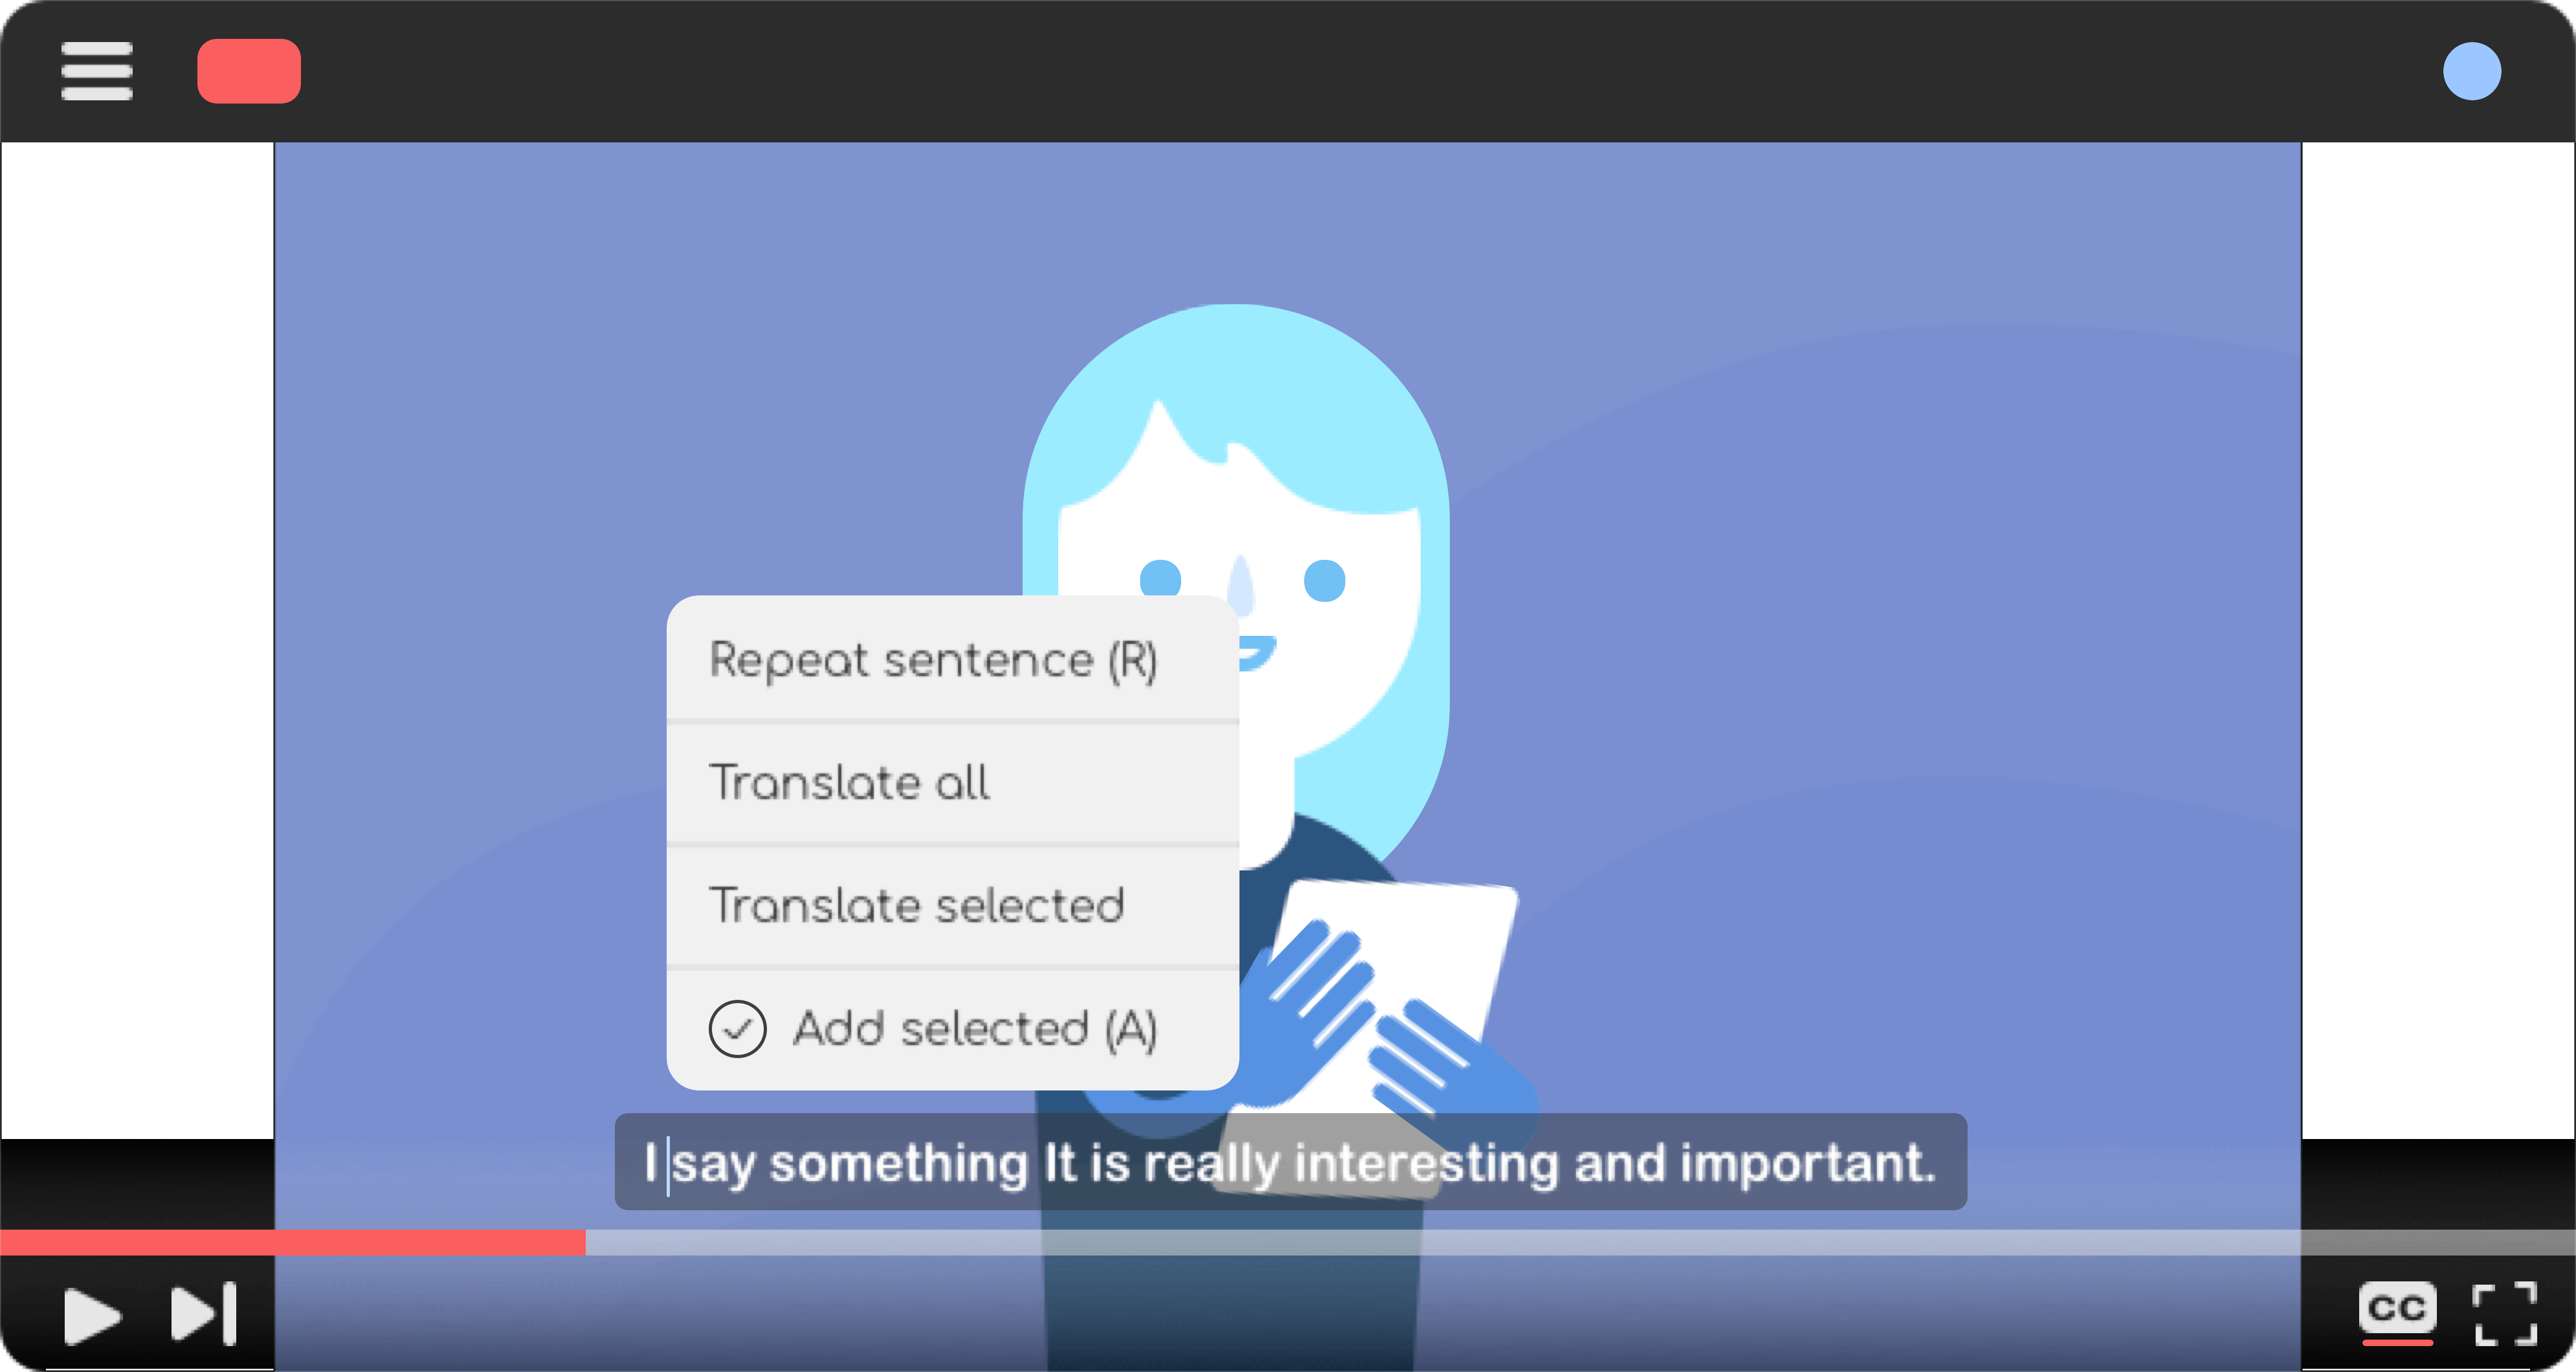 Repeat sentence (R)
Translate all
Translate selected
Add selected (A)
I say something It is really interesting and important.
CC